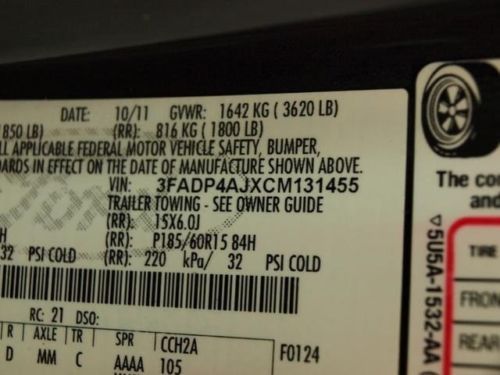 DATE: 10/11 GVWR: 1642 KG ( 3620 LB)
1850 LB) (RR): 816 KG ( 1800 LB)
ALL APPLICABLE FEDERAL MOTOR VEHICLE SAFETY, BUMPER,
DARDS IN EFFECT ON THE DATE OF MANUFACTURE SHOWN ABOVE.
VIN: 3FADP4AJXCM131455
TRAILER TOWING - SEE OWNER GUIDE
(RR): 15X6.0J
H (RR): P185/60R15 84H
32 PSI COLD (RR): 220 kPa/ 32 PSI COLD
RC: 21 DSO:
R AXLE TR SPR CCH2A
D MM C AAAA 105
F0124
The co
and
▽5U5A-1532-AA (
TIRE
FRON
REAR